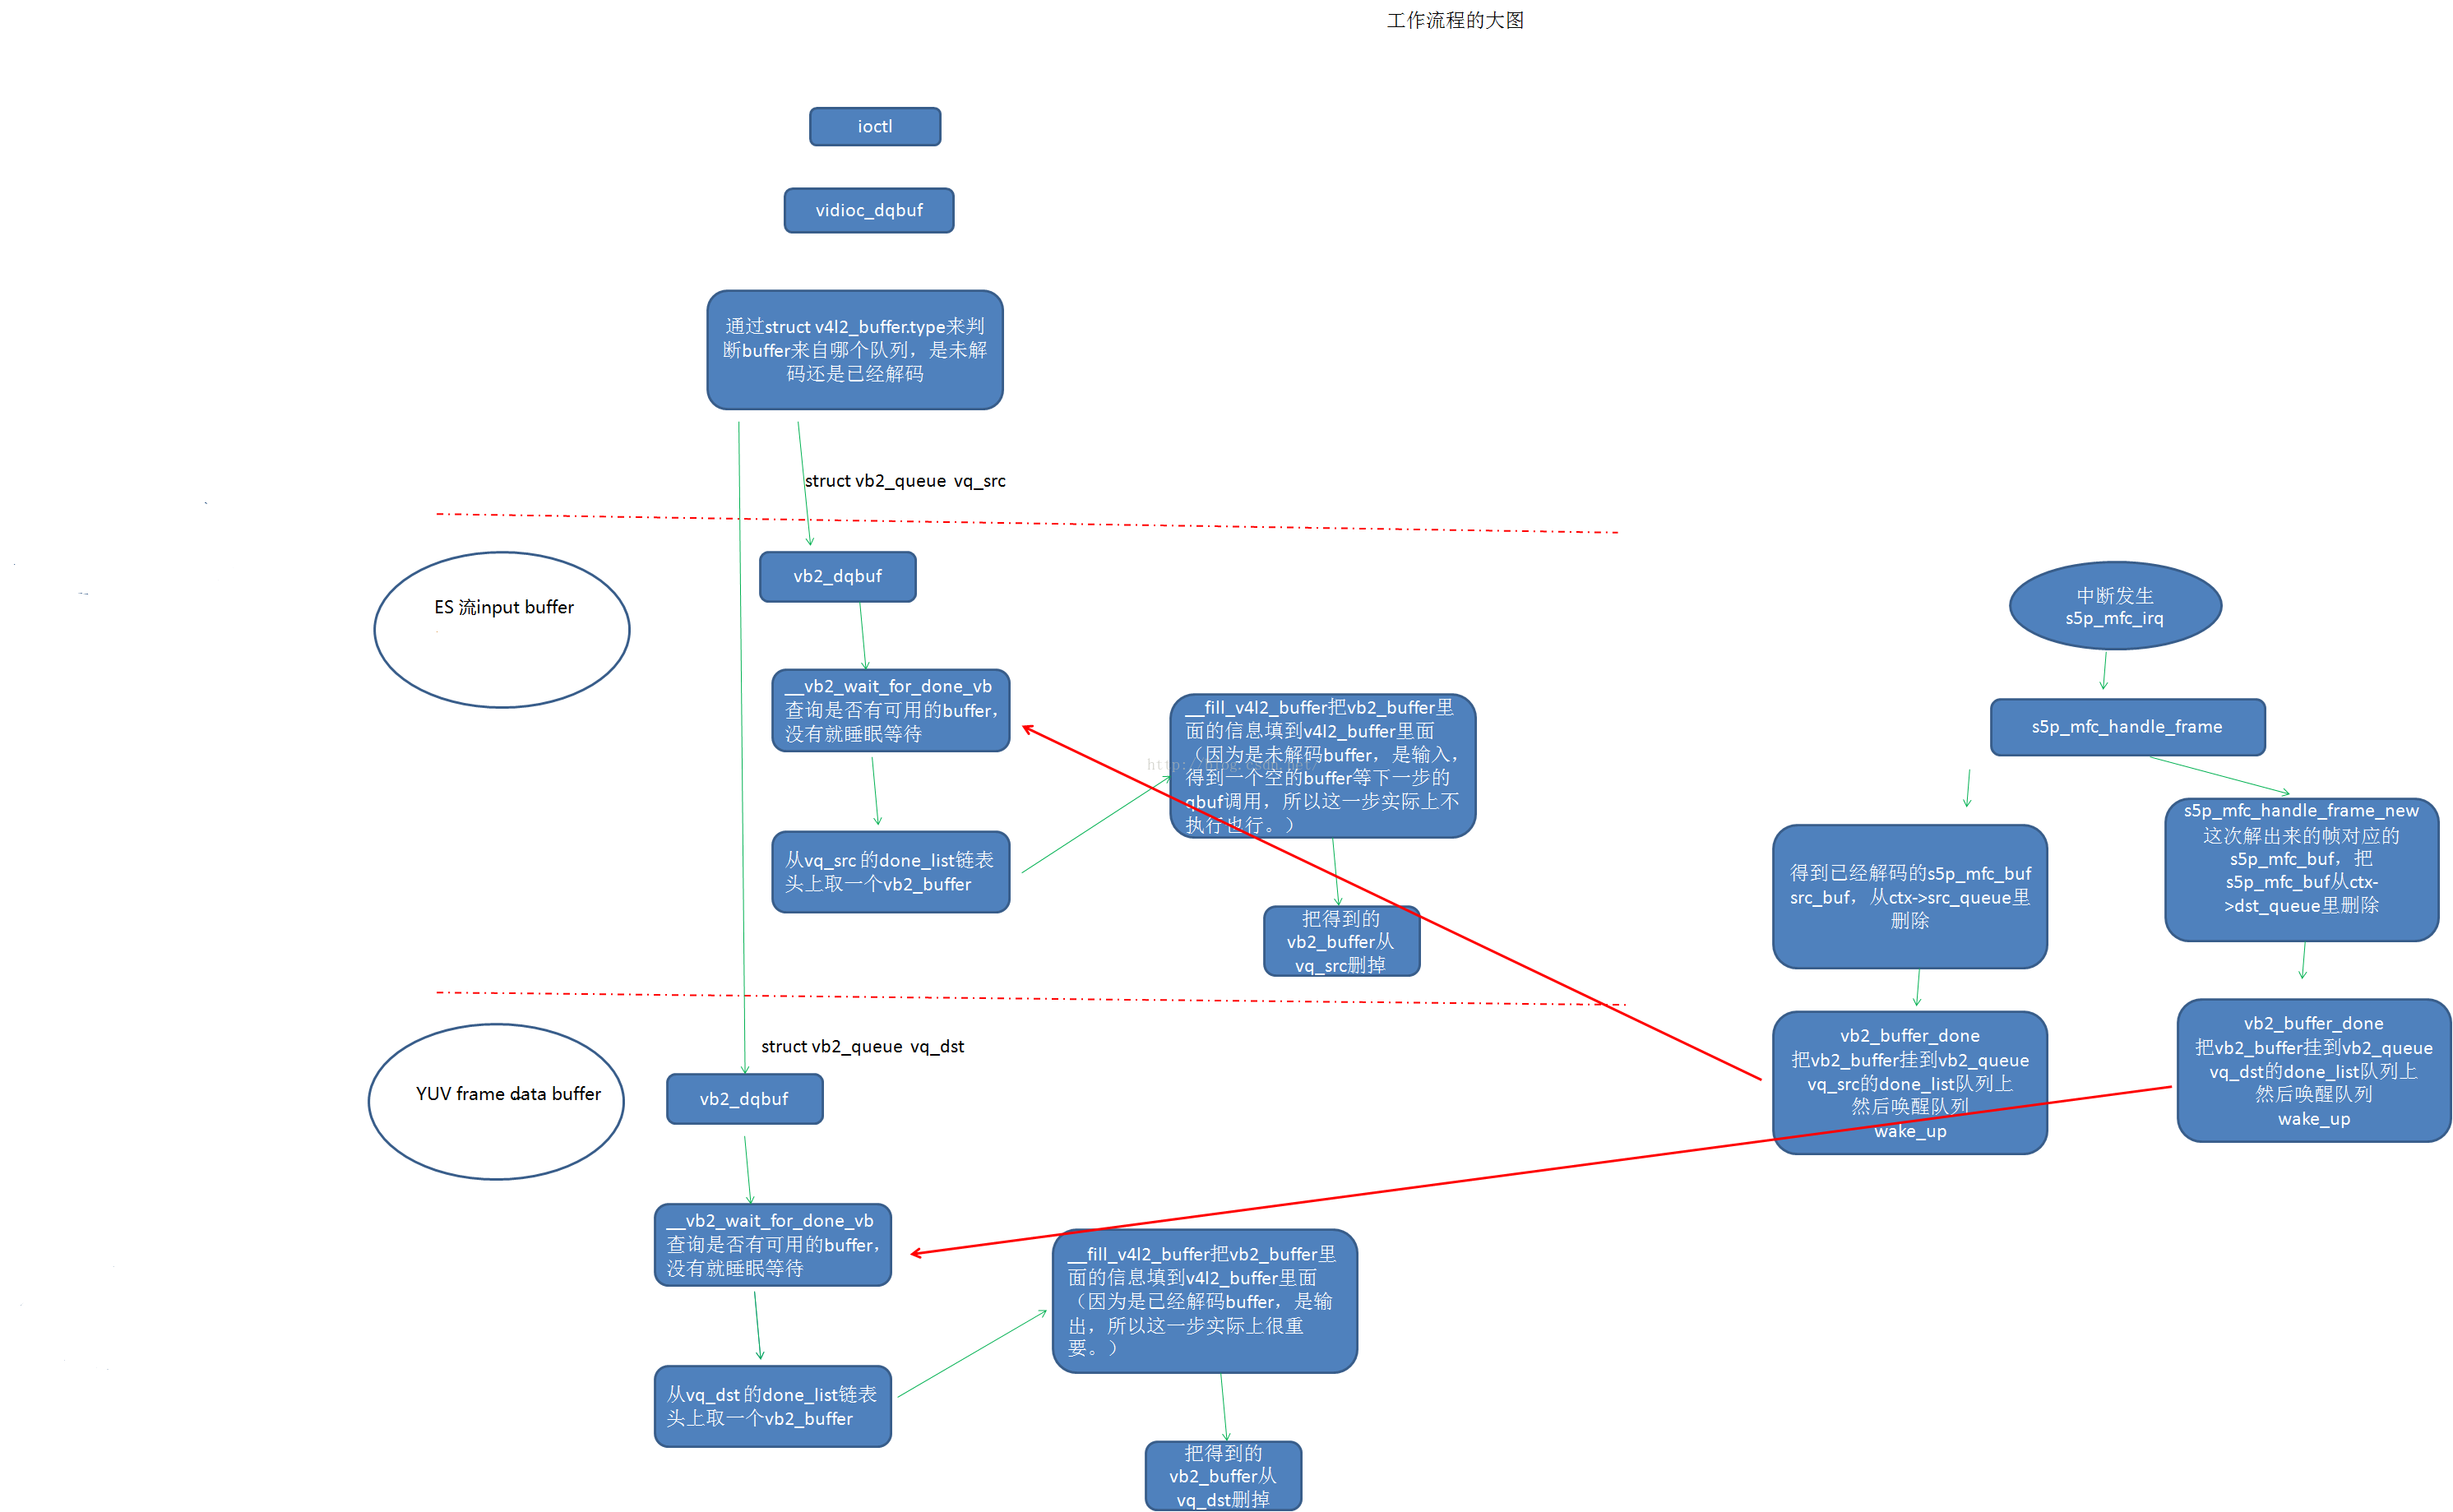 工作流程的大图
ioctl
vidioc_dqbuf
通过struct v4l2_buffer.type来判
断buffer来自哪个队列，是未解
码还是已经解码
struct vb2_queue  vq_src
ES 流input buffer
vb2_dqbuf
__vb2_wait_for_done_vb
查询是否有可用的buffer，
没有就睡眠等待
从vq_src 的done_list链表
头上取一个vb2_buffer
__fill_v4l2_buffer把vb2_buffer里
面的信息填到v4l2_buffer里面
（因为是未解码buffer，是输入，
得到一个空的buffer等下一步的
qbuf调用，所以这一步实际上不
执行也行。）
http://blog.csdn.net/
把得到的
vb2_buffer从
vq_src删掉
中断发生
s5p_mfc_irq
s5p_mfc_handle_frame
得到已经解码的s5p_mfc_buf
src_buf，从ctx->src_queue里
删除
s5p_mfc_handle_frame_new
这次解出来的帧对应的
s5p_mfc_buf，把
s5p_mfc_buf从ctx-
>dst_queue里删除
vb2_buffer_done
把vb2_buffer挂到vb2_queue
vq_src的done_list队列上
然后唤醒队列
wake_up
vb2_buffer_done
把vb2_buffer挂到vb2_queue
vq_dst的done_list队列上
然后唤醒队列
wake_up
struct vb2_queue  vq_dst
YUV frame data buffer
vb2_dqbuf
__vb2_wait_for_done_vb
查询是否有可用的buffer，
没有就睡眠等待
从vq_dst 的done_list链表
头上取一个vb2_buffer
__fill_v4l2_buffer把vb2_buffer里
面的信息填到v4l2_buffer里面
（因为是已经解码buffer，是输
出，所以这一步实际上很重
要。）
把得到的
vb2_buffer从
vq_dst删掉